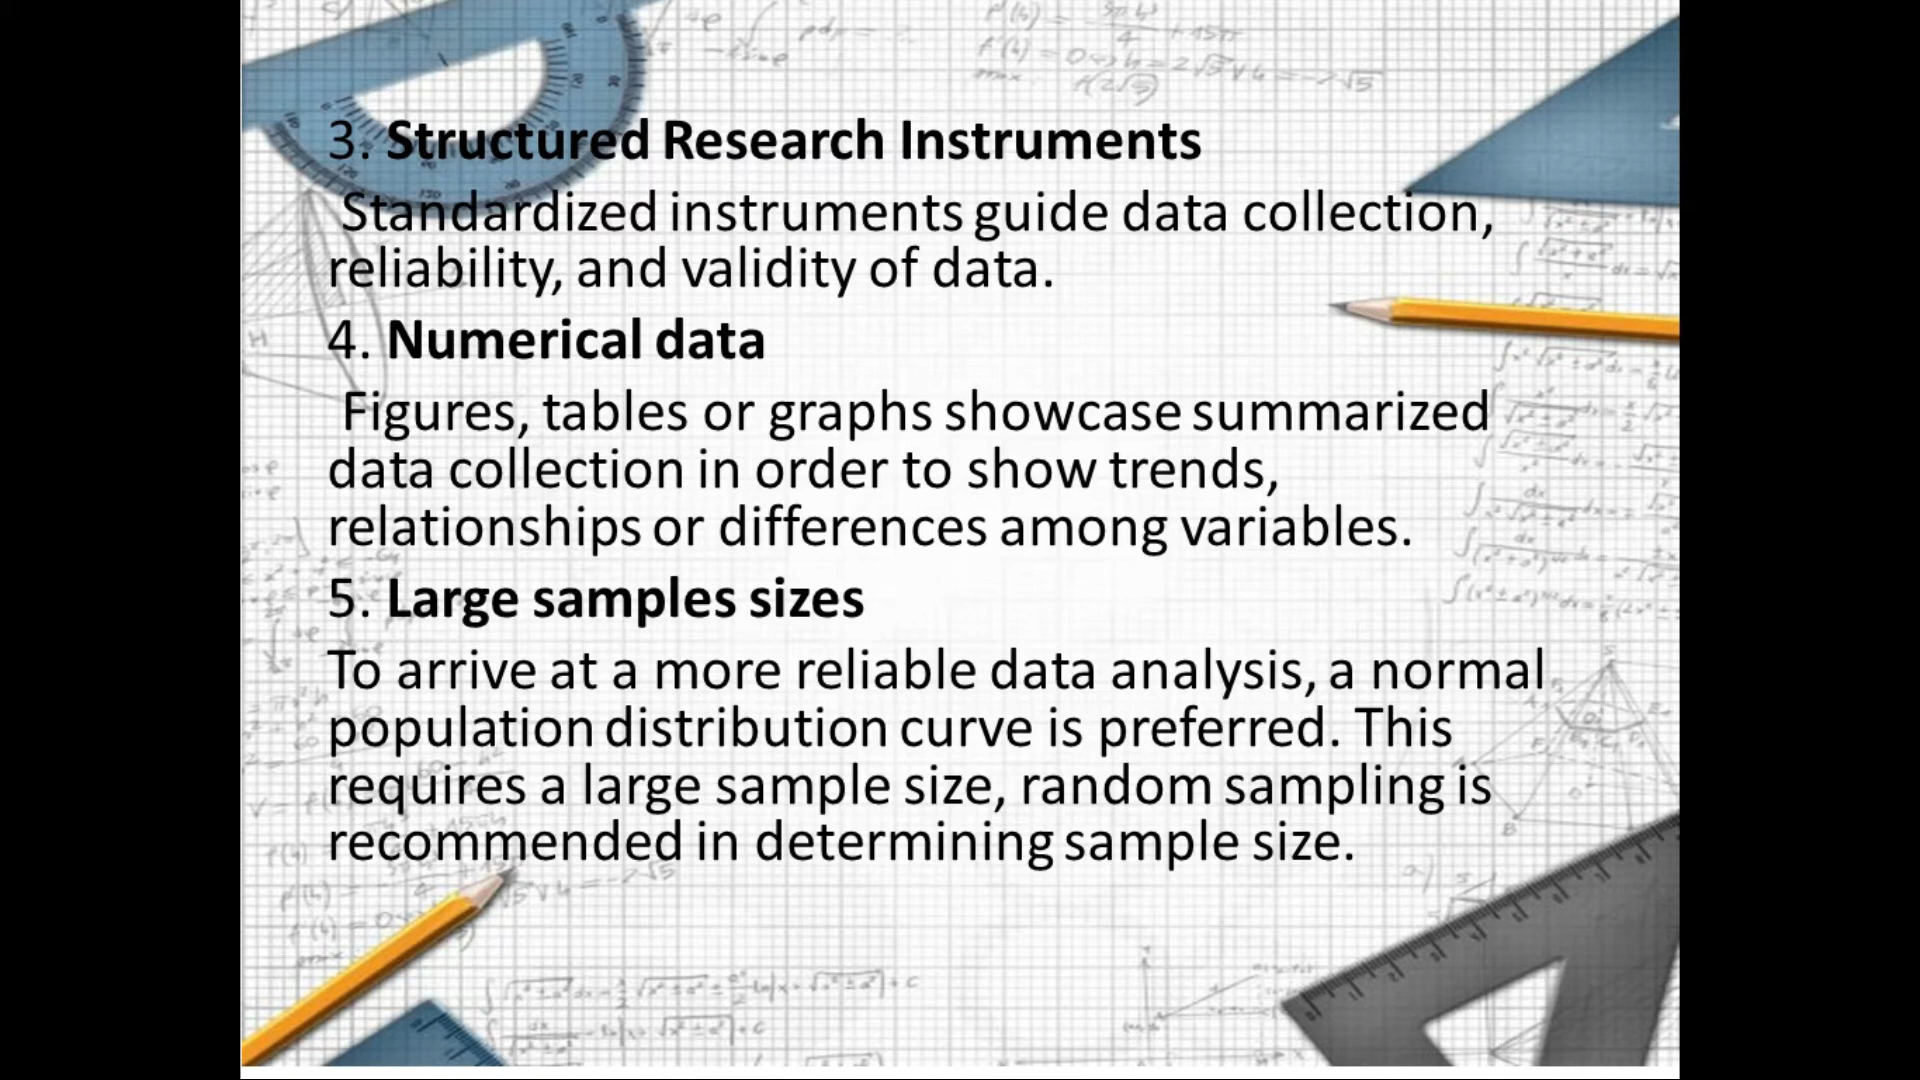 3. Structured Research Instruments
Standardized instruments guide data collection,
reliability, and validity of data.
4. Numerical data
Figures, tables or graphs showcase summarized
data collection in order to show trends,
relationships or differences among variables.
5. Large samples sizes
To arrive at a more reliable data analysis, a normal
population distribution curve is preferred. This
requires a large sample size, random sampling is
recommended in determining sample size.